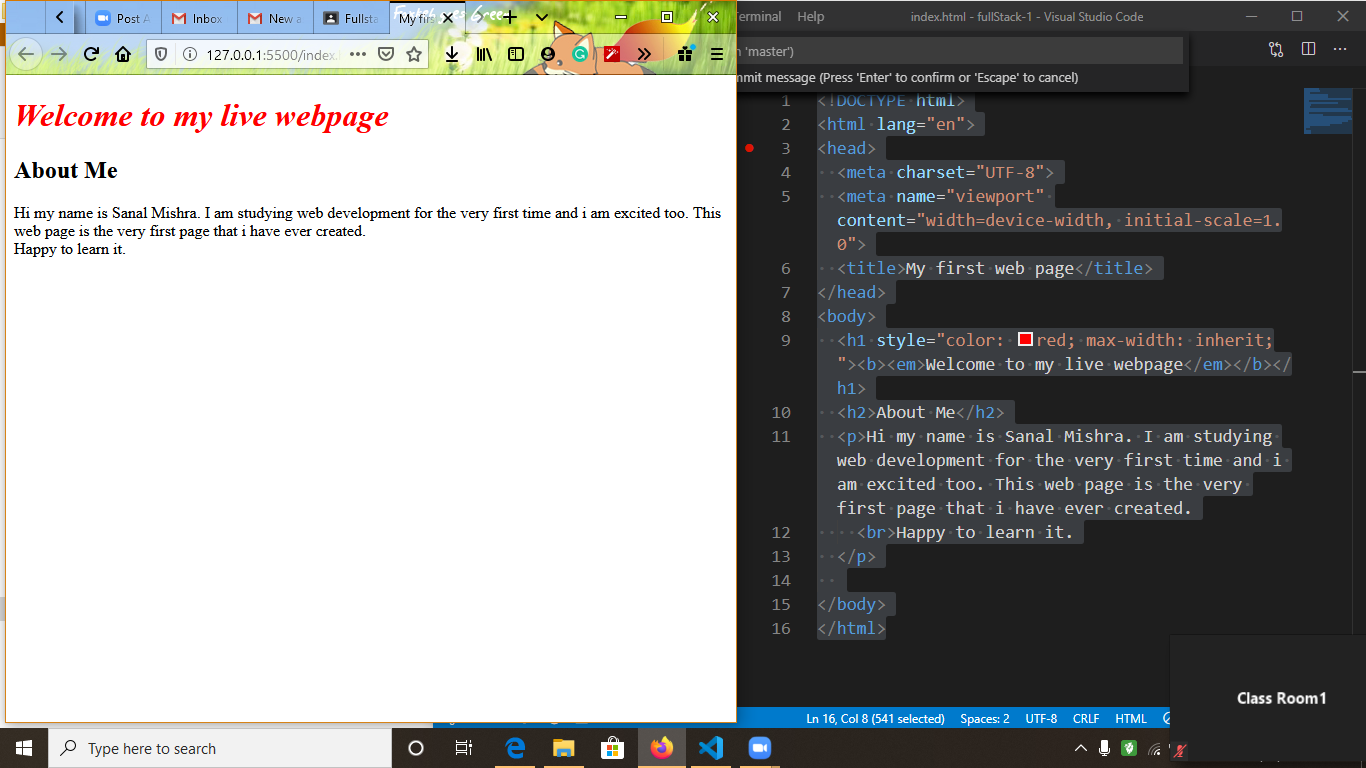 Post A
Inbox
New a
Fullsta
My firs
127.0.0.1:5500/index.
Welcome to my live webpage
About Me
Hi my name is Sanal Mishra. I am studying web development for the very first time and i am excited too. This
web page is the very first page that i have ever created.
Happy to learn it.
Terminal Help index.html - fullStack-1 - Visual Studio Code
'master')
mmit message (Press 'Enter' to confirm or 'Escape' to cancel)
1 <!DOCTYPE html>
2 <html lang="en">
3 <head>
4 <meta charset="UTF-8">
5 <meta name="viewport"
content="width=device-width, initial-scale=1.
0">
6 <title>My first web page</title>
7 </head>
8 <body>
9 <h1 style="color: red; max-width: inherit;
"><b><em>Welcome to my live webpage</em></b></
h1>
10 <h2>About Me</h2>
11 <p>Hi my name is Sanal Mishra. I am studying
web development for the very first time and i
am excited too. This web page is the very
first page that i have ever created.
12 <br>Happy to learn it.
13 </p>
14
15 </body>
16 </html>
Class Room1
Ln 16, Col 8 (541 selected) Spaces: 2 UTF-8 CRLF HTML
Type here to search